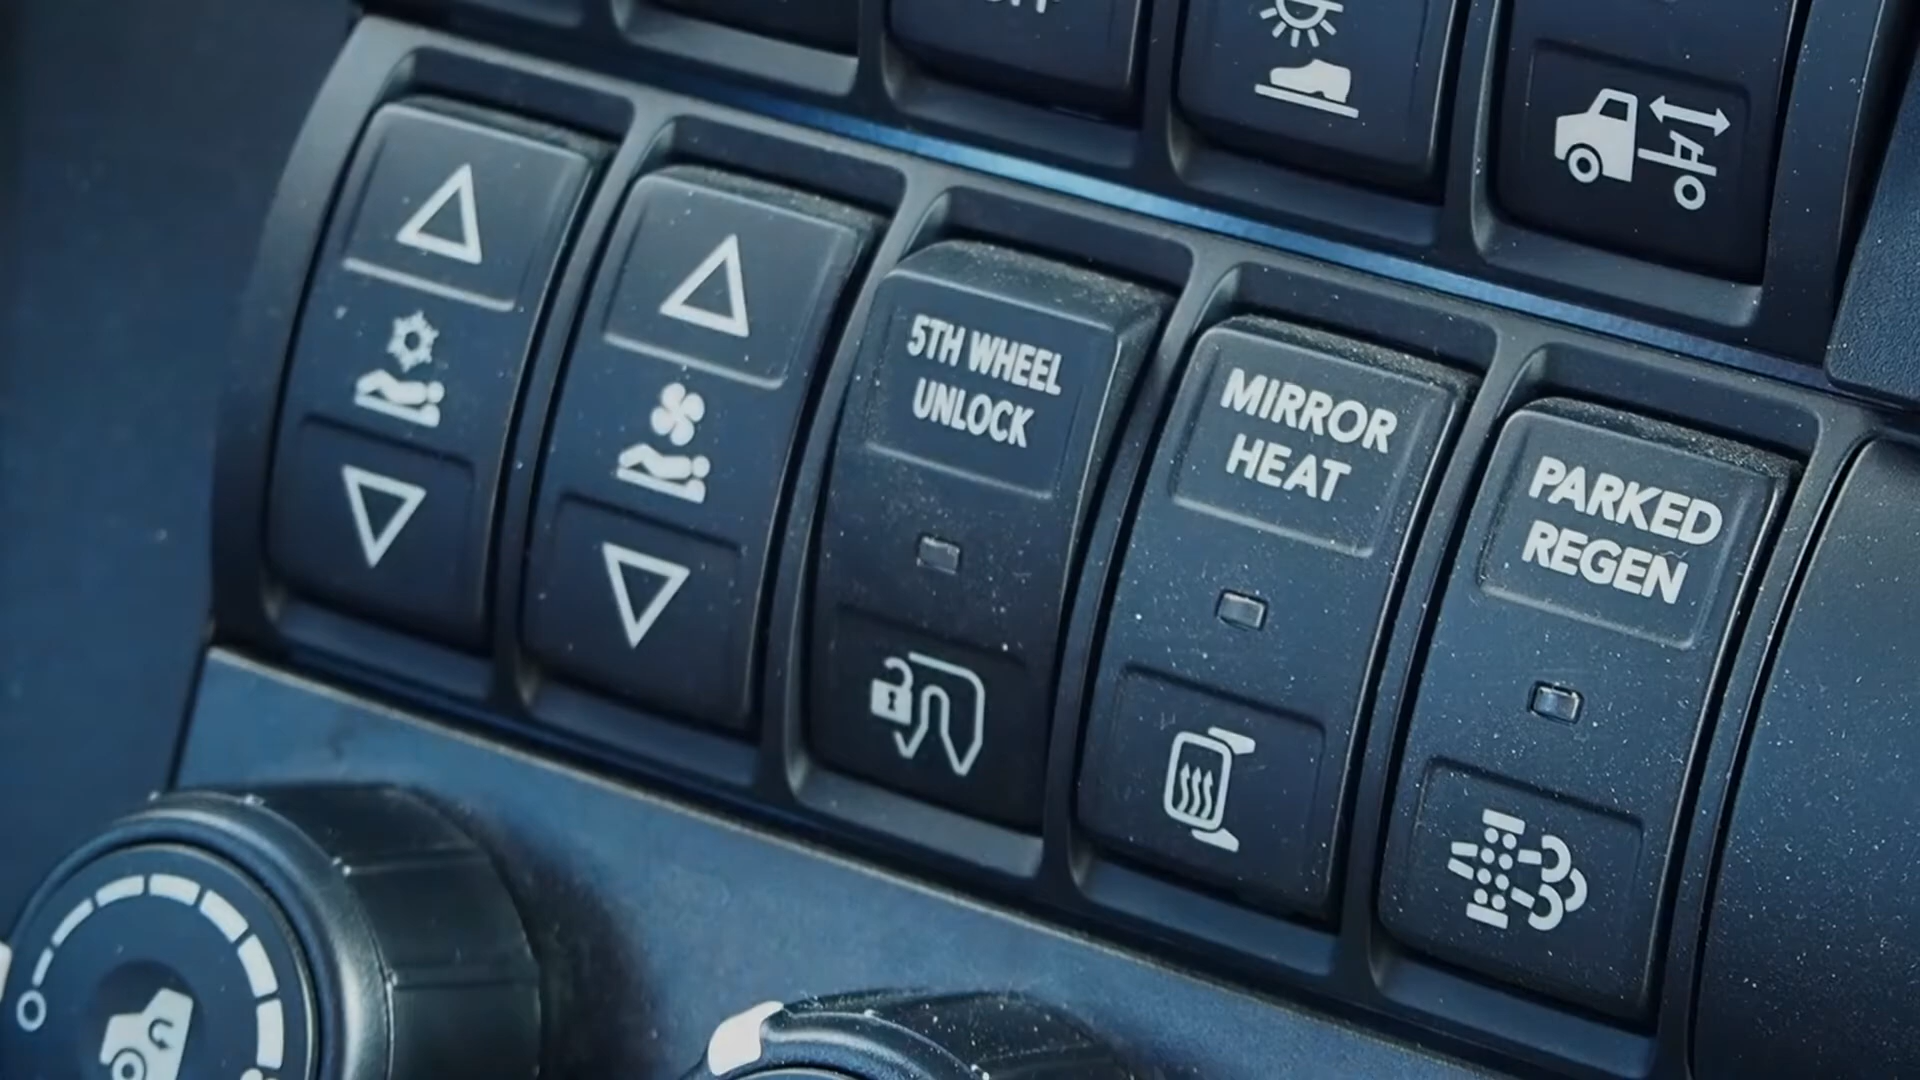 5TH WHEEL
UNLOCK
MIRROR
HEAT
PARKED
REGEN